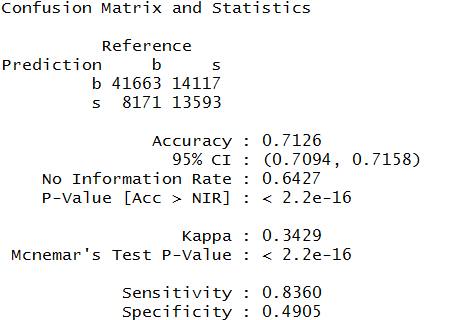 Confusion Matrix and Statistics
Reference
Prediction b s
b 41663 14117
s 8171 13593
Accuracy : 0.7126
95% CI : (0.7094, 0.7158)
No Information Rate : 0.6427
P-Value [Acc > NIR] : < 2.2e-16
Kappa : 0.3429
Mcnemar's Test P-Value : < 2.2e-16
Sensitivity : 0.8360
Specificity : 0.4905